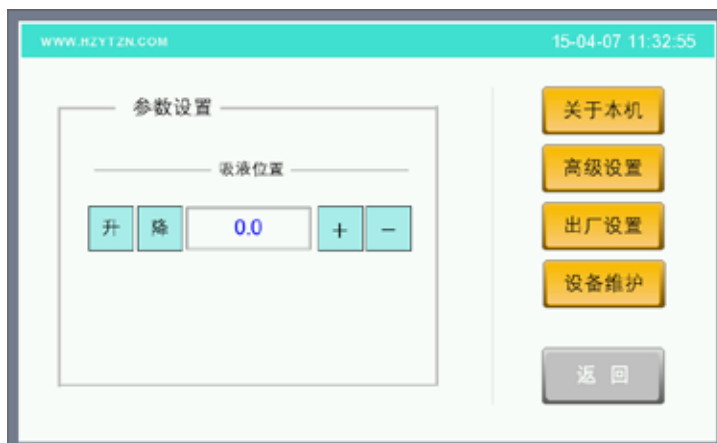 WWW.HZYTZN.COM
15-04-07 11:32:55
参数设置
吸液位置
升 降 0.0 + −
关于本机
高级设置
出厂设置
设备维护
返 回